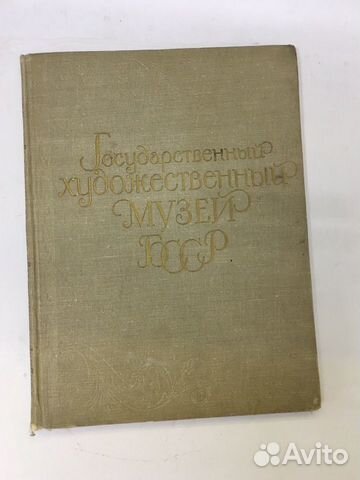 Государственный
художественный
МУЗЕЙ
БССР
Avito